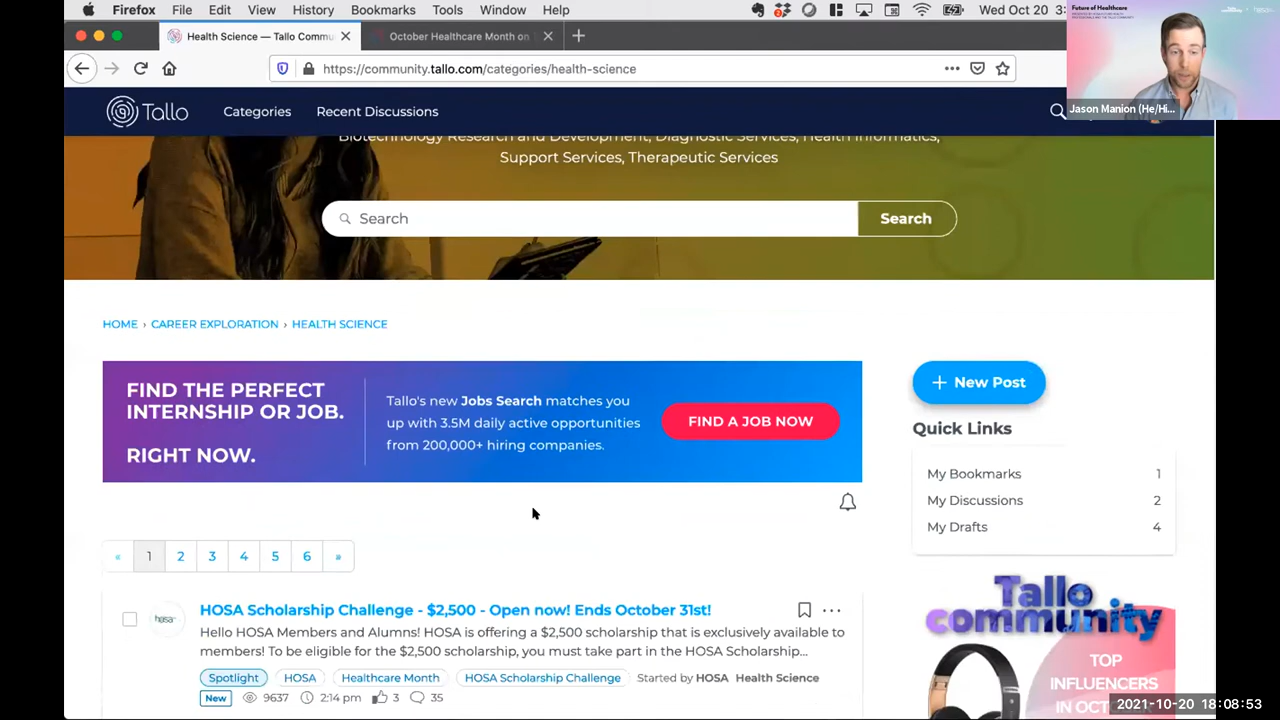 Firefox File Edit View History Bookmarks Tools Window Help
Wed Oct 20 3:
Future of Healthcare
Health Science — Tallo Commu
October Healthcare Month on
https://community.tallo.com/categories/health-science
Jason Manion (He/Hi...
Tallo Categories Recent Discussions
Biotechnology Research and Development, Diagnostic Services, Health Informatics,
Support Services, Therapeutic Services
Search Search
HOME › CAREER EXPLORATION › HEALTH SCIENCE
FIND THE PERFECT
INTERNSHIP OR JOB.
RIGHT NOW.
Tallo's new Jobs Search matches you
up with 3.5M daily active opportunities
from 200,000+ hiring companies.
FIND A JOB NOW
+ New Post
Quick Links
My Bookmarks 1
My Discussions 2
My Drafts 4
« 1 2 3 4 5 6 »
hosa
HOSA Scholarship Challenge - $2,500 - Open now! Ends October 31st!
Hello HOSA Members and Alumns! HOSA is offering a $2,500 scholarship that is exclusively available to
members! To be eligible for the $2,500 scholarship, you must take part in the HOSA Scholarship...
Spotlight HOSA Healthcare Month HOSA Scholarship Challenge Started by HOSA Health Science
New 9637 2:14 pm 3 35
Tallo
community
TOP
INFLUENCERS
IN OCT
2021-10-20 18:08:53